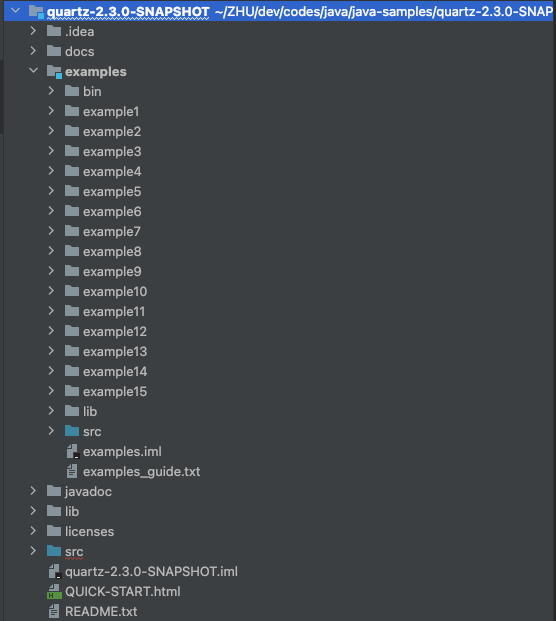 quartz-2.3.0-SNAPSHOT ~/ZHU/dev/codes/java/java-samples/quartz-2.3.0-SNAP
.idea
docs
examples
bin
example1
example2
example3
example4
example5
example6
example7
example8
example9
example10
example11
example12
example13
example14
example15
lib
src
examples.iml
examples_guide.txt
javadoc
lib
licenses
src
quartz-2.3.0-SNAPSHOT.iml
QUICK-START.html
README.txt